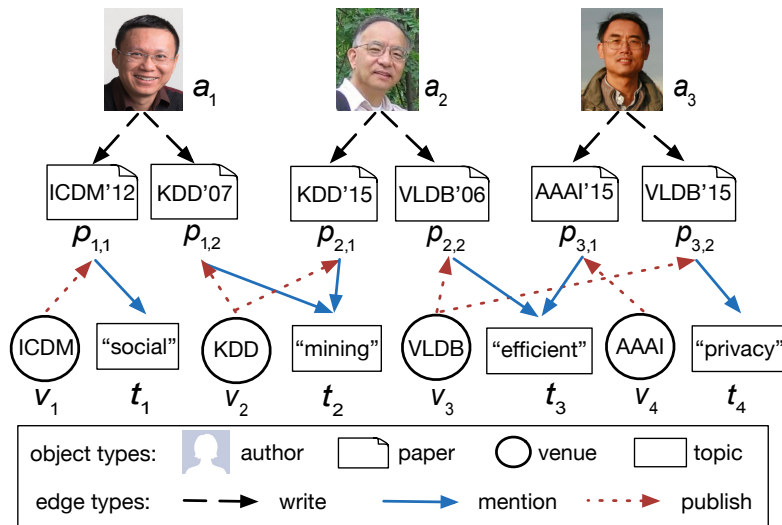 a1 a2 a3
ICDM'12 KDD'07 KDD'15 VLDB'06 AAAI'15 VLDB'15
p1,1 p1,2 p2,1 p2,2 p3,1 p3,2
ICDM "social" KDD "mining" VLDB "efficient" AAAI "privacy"
v1 t1 v2 t2 v3 t3 v4 t4
object types: author paper venue topic
edge types: write mention publish